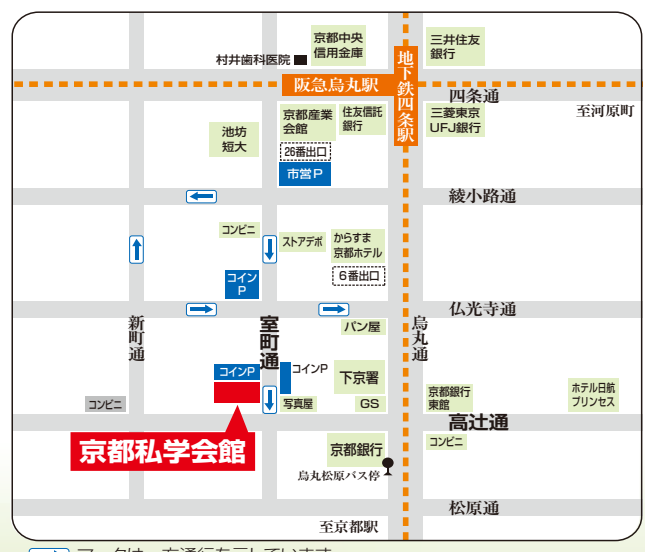 京都中央
信用金庫
三井住友
銀行
村井歯科医院
地下鉄四条駅
阪急烏丸駅
四条通
至河原町
京都産業
会館
住友信託
銀行
三菱東京
UFJ銀行
池坊
短大
26番出口
市営P
綾小路通
コンビニ
ストアデポ
からすま
京都ホテル
6番出口
コイン
P
仏光寺通
新町通
室町通
烏丸通
パン屋
コインP
コインP
下京署
京都銀行
東館
ホテル日航
プリンセス
コンビニ
写真屋
GS
高辻通
京都私学会館
京都銀行
コンビニ
烏丸松原バス停
松原通
至京都駅